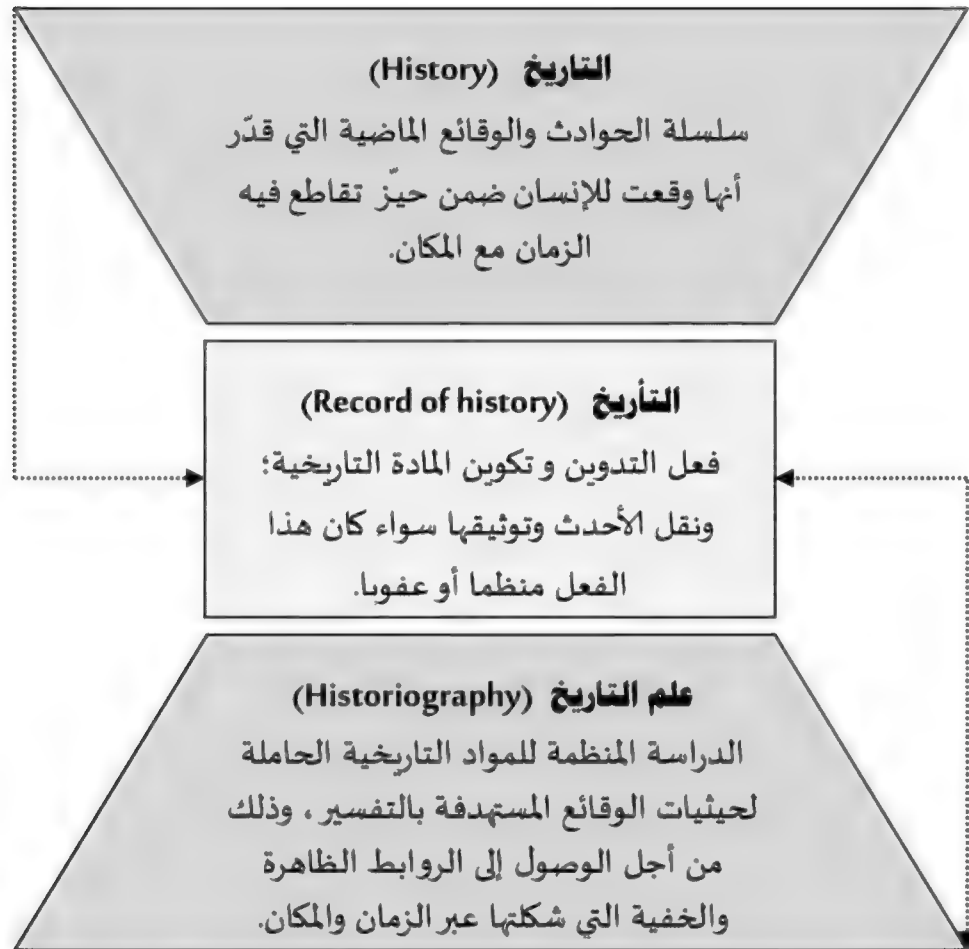 التاريخ (History)
سلسلة الحوادث والوقائع الماضية التي قدّر
أنها وقعت للإنسان ضمن حيّز تقاطع فيه
الزمان مع المكان.
التأريخ (Record of history)
فعل التدوين و تكوين المادة التاريخية؛
ونقل الأحدث وتوثيقها سواء كان هذا
الفعل منظما أو عفويا.
علم التاريخ (Historiography)
الدراسة المنظمة للمواد التاريخية الحاملة
لحيثيات الوقائع المستهدفة بالتفسير، وذلك
من أجل الوصول إلى الروابط الظاهرة
والخفية التي شكلتها عبر الزمان والمكان.